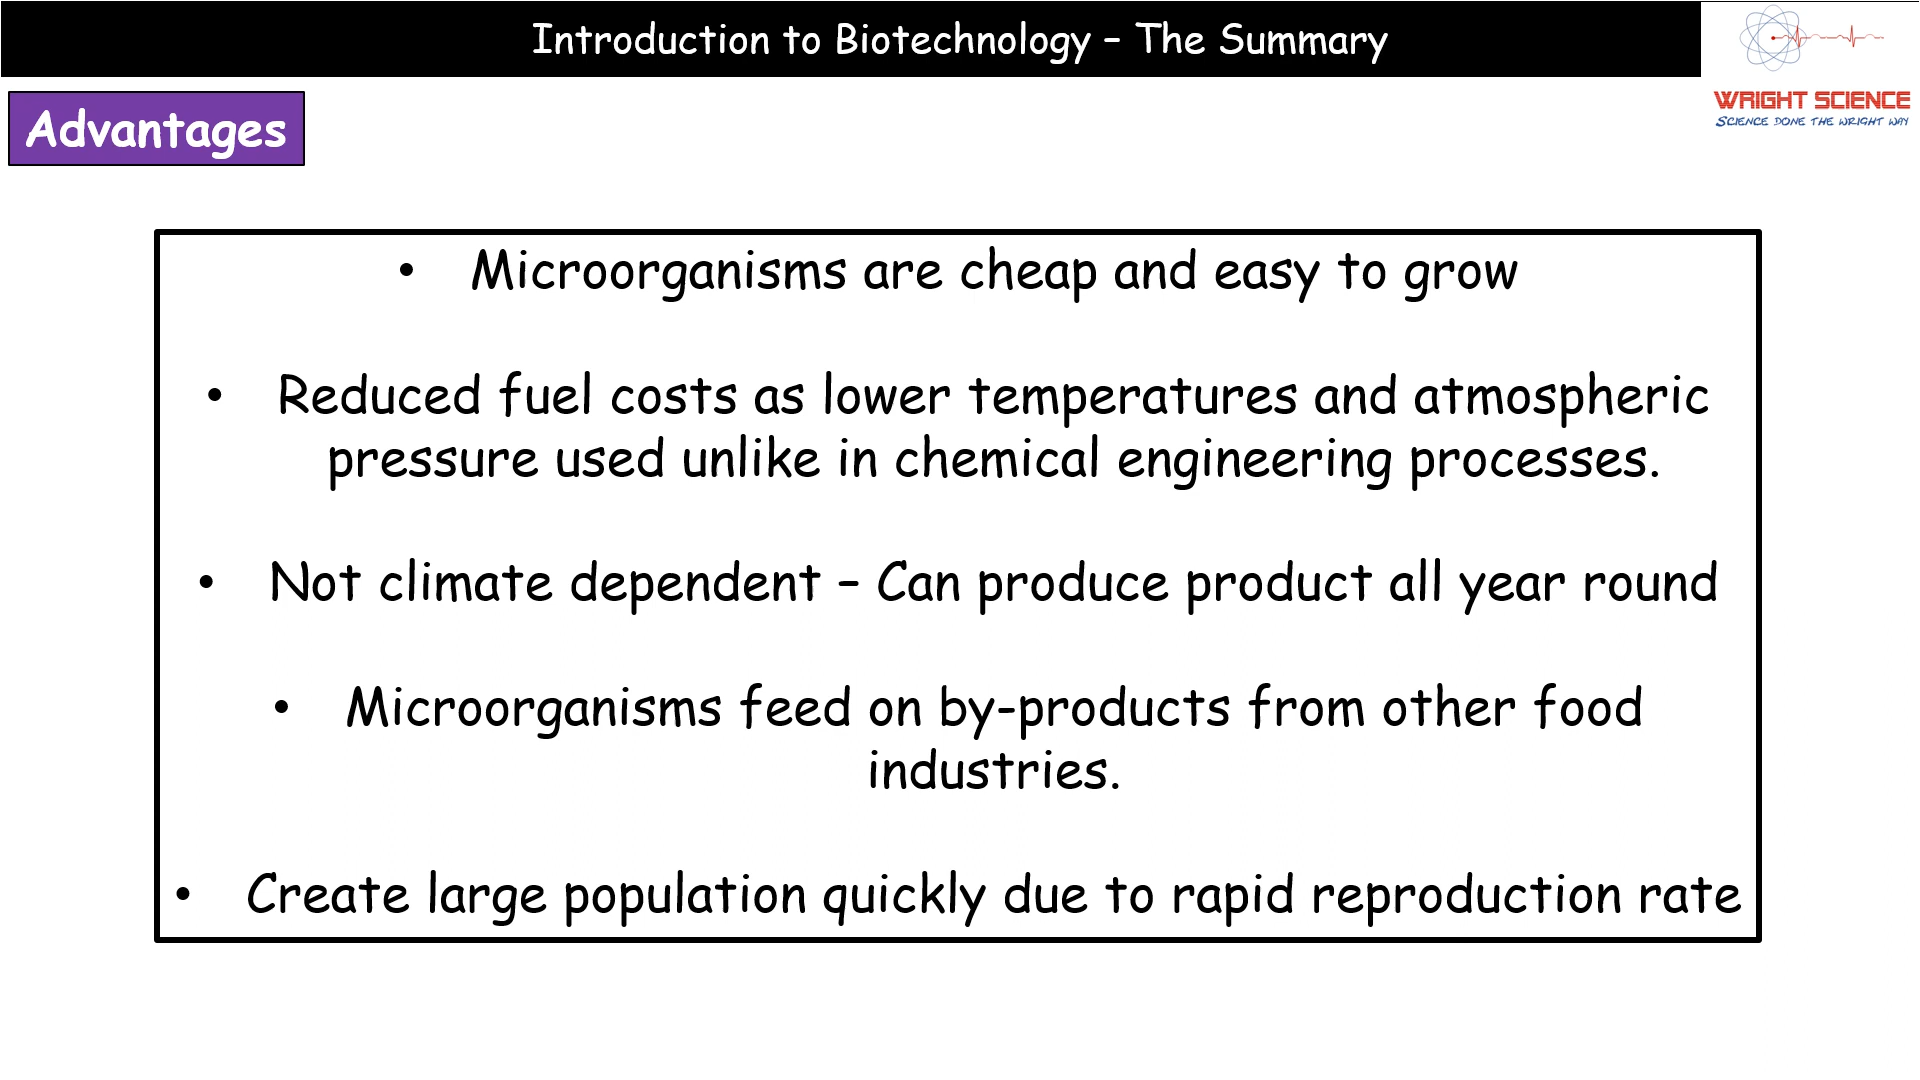 Introduction to Biotechnology – The Summary
WRIGHT SCIENCE
SCIENCE DONE THE WRIGHT WAY
Advantages
• Microorganisms are cheap and easy to grow
• Reduced fuel costs as lower temperatures and atmospheric
pressure used unlike in chemical engineering processes.
• Not climate dependent – Can produce product all year round
• Microorganisms feed on by-products from other food
industries.
• Create large population quickly due to rapid reproduction rate